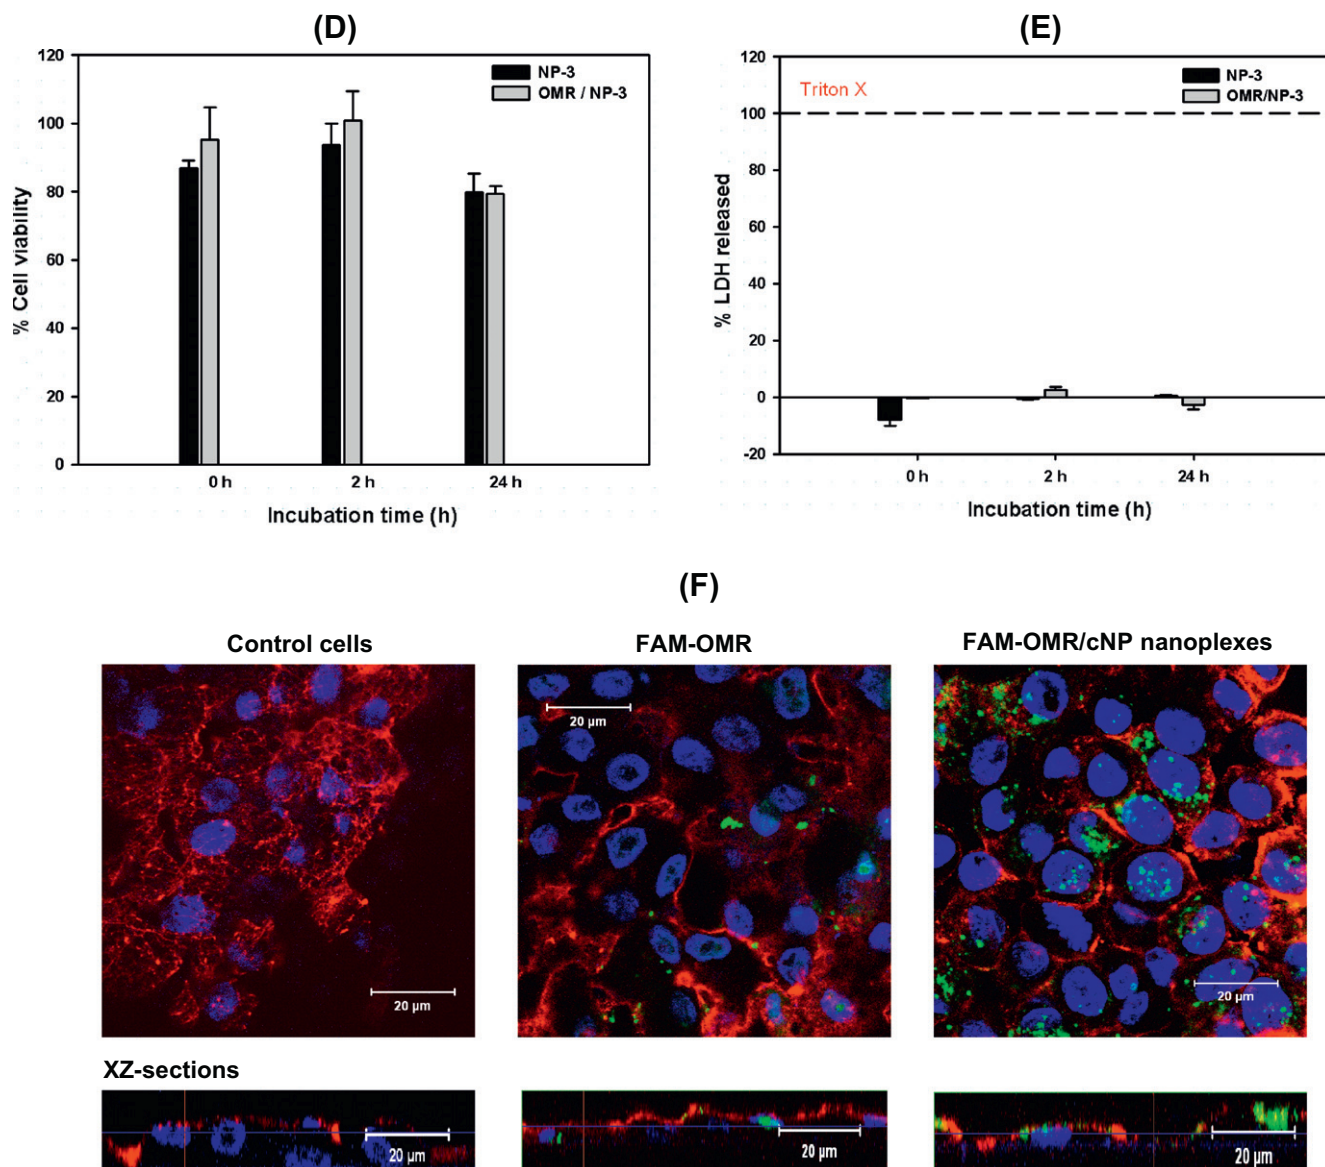 (D)
120
100
80
60
40
20
0
% Cell viability
NP-3
OMR / NP-3
0 h
2 h
24 h
Incubation time (h)
(E)
120
100
80
60
40
20
0
-20
% LDH released
Triton X
NP-3
OMR/NP-3
0 h
2 h
24 h
Incubation time (h)
(F)
Control cells
FAM-OMR
FAM-OMR/cNP nanoplexes
20 µm
20 µm
20 µm
XZ-sections
20 µm
20 µm
20 µm